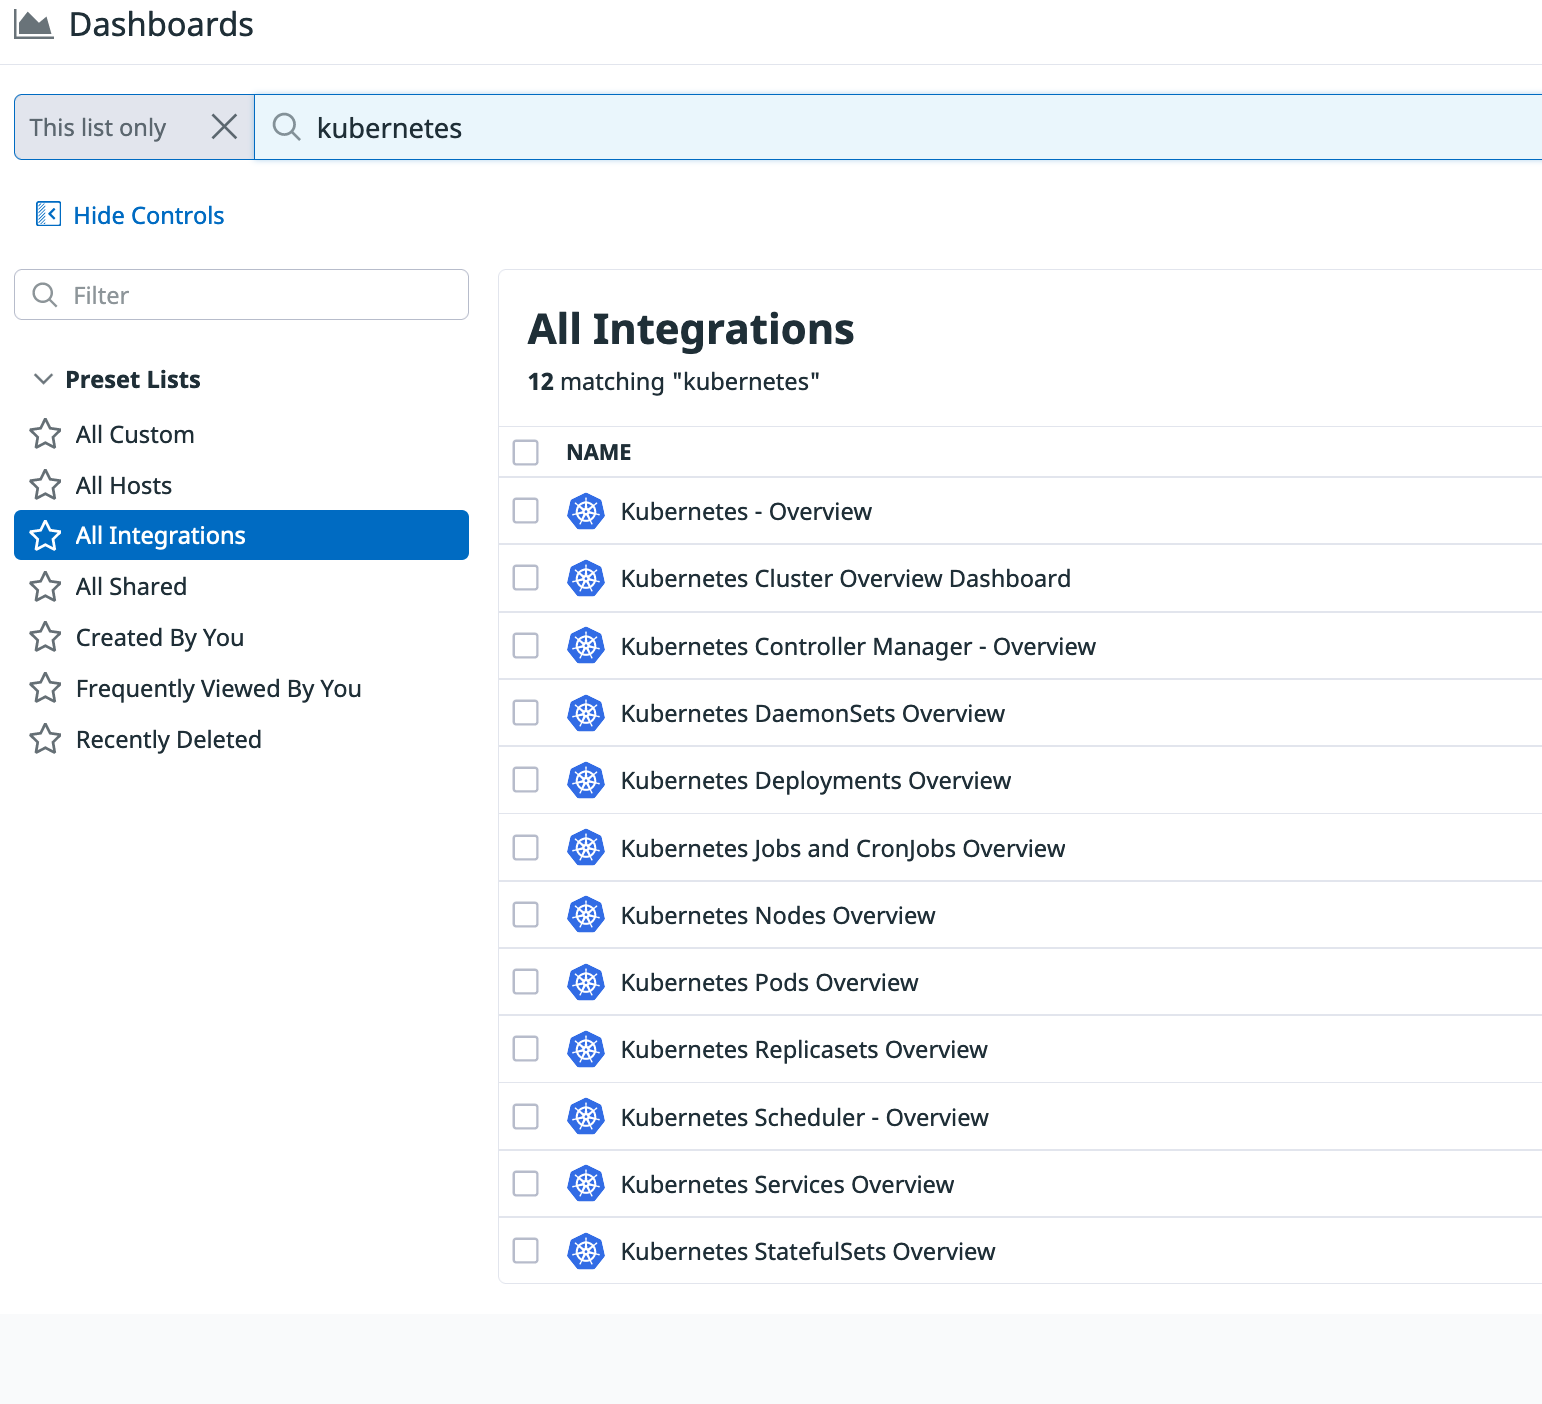 Dashboards
This list only
kubernetes
Hide Controls
Filter
Preset Lists
All Custom
All Hosts
All Integrations
All Shared
Created By You
Frequently Viewed By You
Recently Deleted
All Integrations
12 matching "kubernetes"
NAME
Kubernetes - Overview
Kubernetes Cluster Overview Dashboard
Kubernetes Controller Manager - Overview
Kubernetes DaemonSets Overview
Kubernetes Deployments Overview
Kubernetes Jobs and CronJobs Overview
Kubernetes Nodes Overview
Kubernetes Pods Overview
Kubernetes Replicasets Overview
Kubernetes Scheduler - Overview
Kubernetes Services Overview
Kubernetes StatefulSets Overview